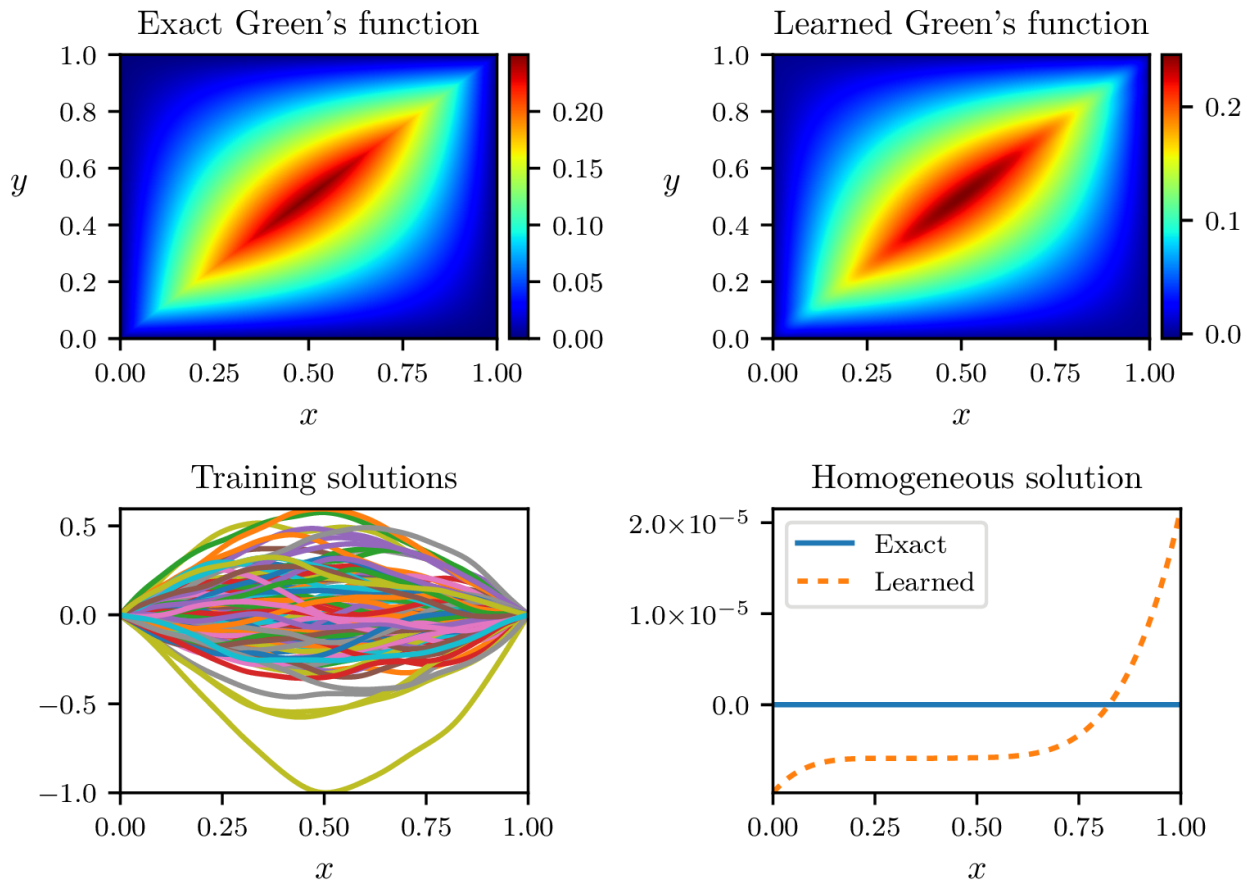 Exact Green's function
1.0
0.8
0.6
0.4
0.2
0.0
y
0.00 0.25 0.50 0.75 1.00
x
0.20
0.15
0.10
0.05
0.00
Learned Green's function
1.0
0.8
0.6
0.4
0.2
0.0
y
0.00 0.25 0.50 0.75 1.00
x
0.2
0.1
0.0
Training solutions
0.5
0.0
−0.5
−1.0
0.00 0.25 0.50 0.75 1.00
x
Homogeneous solution
2.0×10⁻⁵
1.0×10⁻⁵
0.0
Exact
Learned
0.00 0.25 0.50 0.75 1.00
x